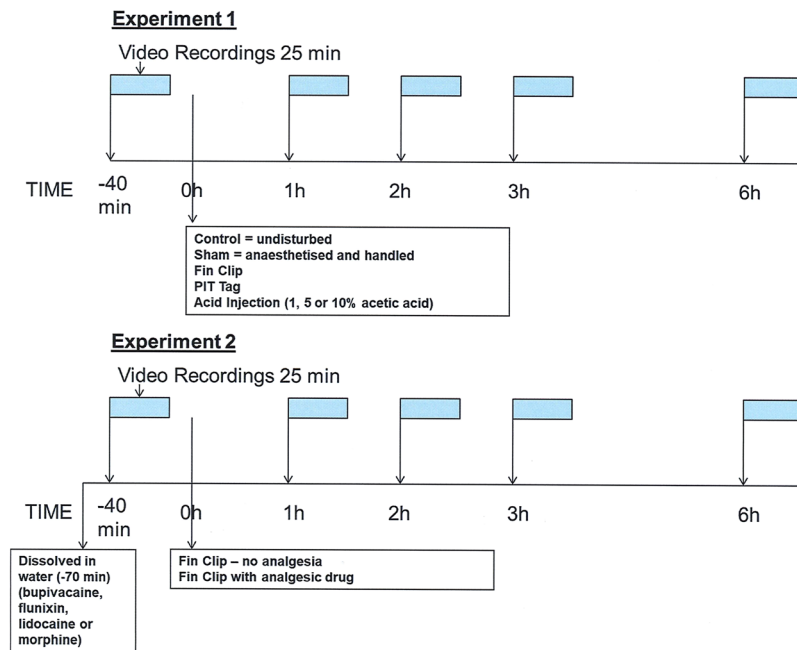 Experiment 1
Video Recordings 25 min
TIME -40 min 0h 1h 2h 3h 6h
Control = undisturbed
Sham = anaesthetised and handled
Fin Clip
PIT Tag
Acid Injection (1, 5 or 10% acetic acid)
Experiment 2
Video Recordings 25 min
TIME -40 min 0h 1h 2h 3h 6h
Dissolved in
water (-70 min)
(bupivacaine,
flunixin,
lidocaine or
morphine)
Fin Clip – no analgesia
Fin Clip with analgesic drug